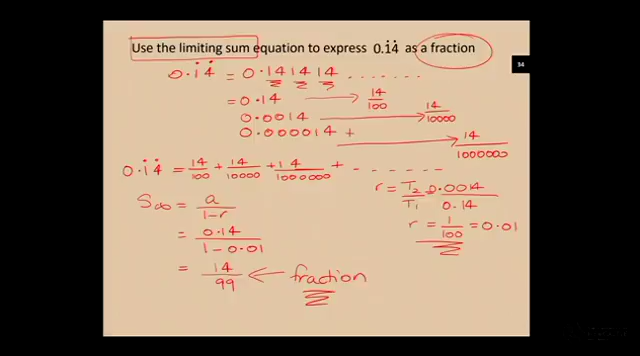 Use the limiting sum equation to express 0.1̇4̇ as a fraction
34
0.1̇4̇ = 0.141414.......
= 0.14 → 14/100
0.0014 → 14/10000
0.000014 + → 14/1000000
0.1̇4̇ = 14/100 + 14/10000 + 14/1000000 + ......
r = T₂/T₁ = 0.0014/0.14
S∞ = a/1-r
r = 1/100 = 0.01
= 0.14/1-0.01
= 14/99 ← fraction